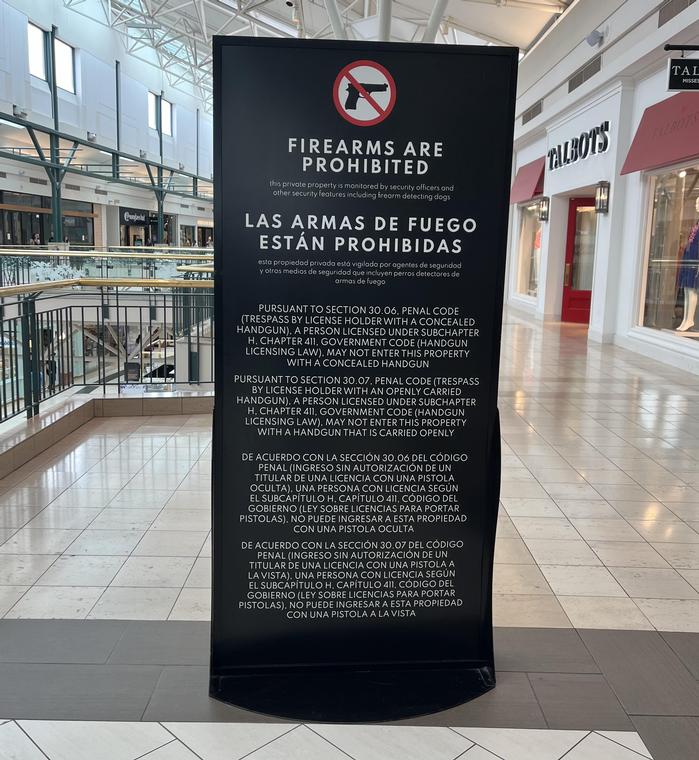 FIREARMS ARE
PROHIBITED
this private property is monitored by security officers and
other security features including firearm detecting dogs
LAS ARMAS DE FUEGO
ESTÁN PROHIBIDAS
esta propiedad privada está vigilada por agentes de seguridad
y otros medios de seguridad que incluyen perros detectores de
armas de fuego
PURSUANT TO SECTION 30.06, PENAL CODE
(TRESPASS BY LICENSE HOLDER WITH A CONCEALED
HANDGUN), A PERSON LICENSED UNDER SUBCHAPTER
H, CHAPTER 411, GOVERNMENT CODE (HANDGUN
LICENSING LAW), MAY NOT ENTER THIS PROPERTY
WITH A CONCEALED HANDGUN
PURSUANT TO SECTION 30.07, PENAL CODE (TRESPASS
BY LICENSE HOLDER WITH AN OPENLY CARRIED
HANDGUN), A PERSON LICENSED UNDER SUBCHAPTER
H, CHAPTER 411, GOVERNMENT CODE (HANDGUN
LICENSING LAW), MAY NOT ENTER THIS PROPERTY
WITH A HANDGUN THAT IS CARRIED OPENLY
DE ACUERDO CON LA SECCIÓN 30.06 DEL CÓDIGO
PENAL (INGRESO SIN AUTORIZACIÓN DE UN
TITULAR DE UNA LICENCIA CON UNA PISTOLA
OCULTA), UNA PERSONA CON LICENCIA SEGÚN
EL SUBCAPÍTULO H, CAPÍTULO 411, CÓDIGO DEL
GOBIERNO (LEY SOBRE LICENCIAS PARA PORTAR
PISTOLAS), NO PUEDE INGRESAR A ESTA PROPIEDAD
CON UNA PISTOLA OCULTA
DE ACUERDO CON LA SECCIÓN 30.07 DEL CÓDIGO
PENAL (INGRESO SIN AUTORIZACIÓN DE UN
TITULAR DE UNA LICENCIA CON UNA PISTOLA A
LA VISTA), UNA PERSONA CON LICENCIA SEGÚN
EL SUBCAPÍTULO H, CAPÍTULO 411, CÓDIGO DEL
GOBIERNO (LEY SOBRE LICENCIAS PARA PORTAR
PISTOLAS), NO PUEDE INGRESAR A ESTA PROPIEDAD
CON UNA PISTOLA A LA VISTA
TALBOTS
TALBOTS
TAL
MISSES